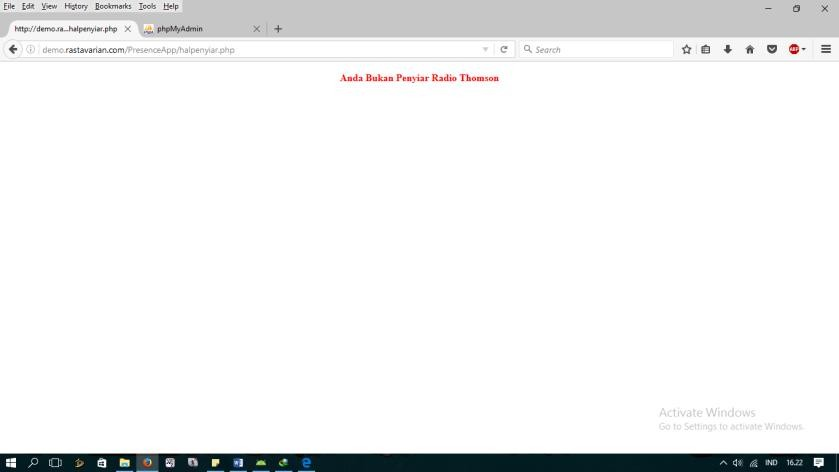 File Edit View History Bookmarks Tools Help
http://demo.ra...halpenyiar.php
phpMyAdmin
demo.rastavarian.com/PresenceApp/halpenyiar.php
Search
ABP
Anda Bukan Penyiar Radio Thomson
Activate Windows
Go to Settings to activate Windows.
IND 16.22